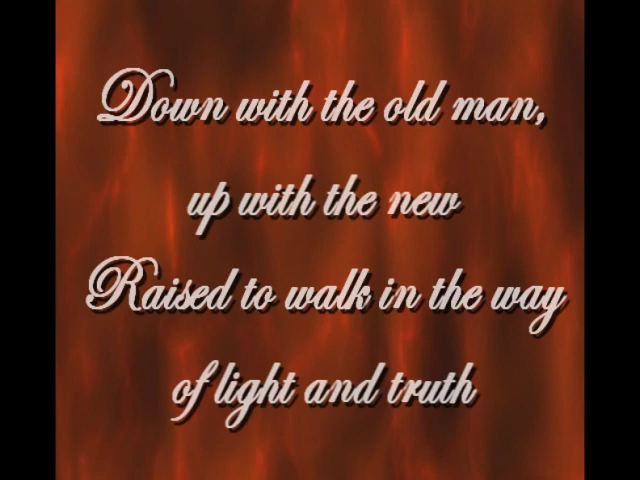 Down with the old man,
up with the new
Raised to walk in the way
of light and truth